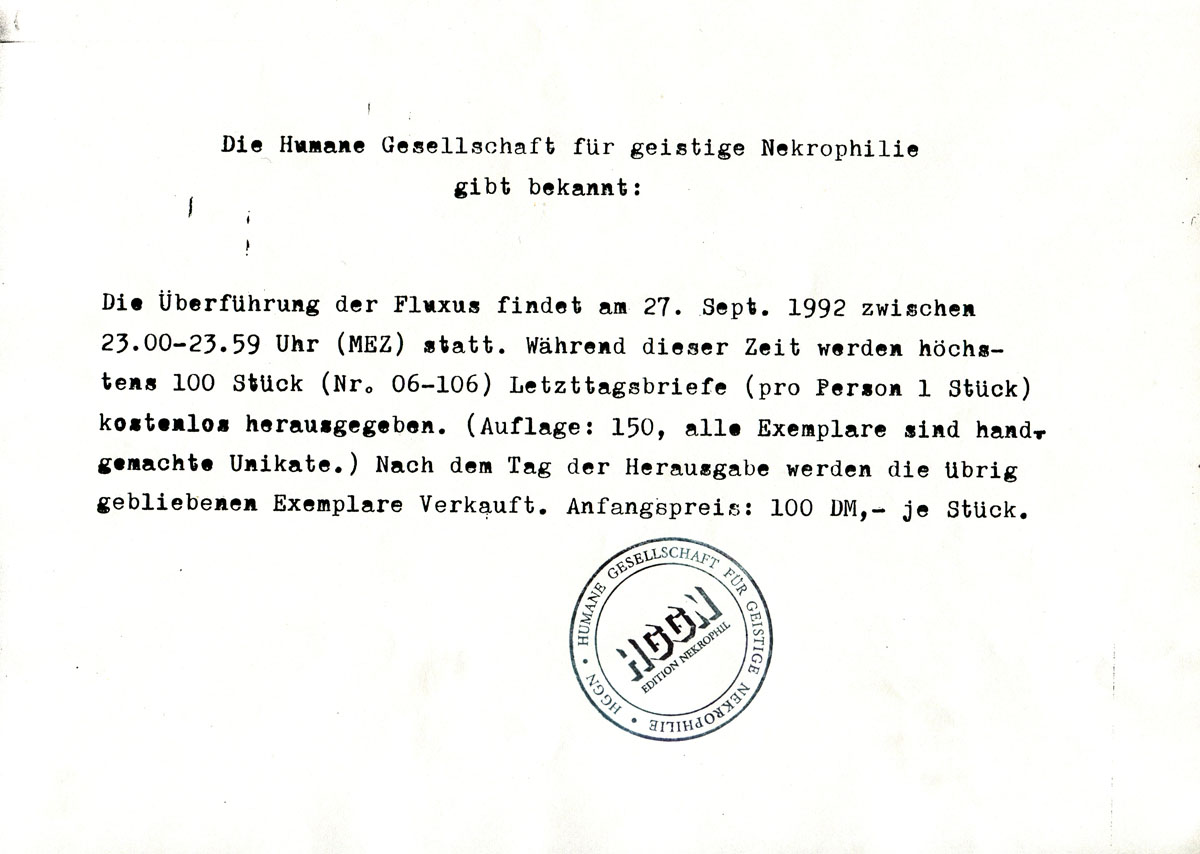 Die Humane Gesellschaft für geistige Nekrophilie
gibt bekannt:
Die Überführung der Fluxus findet am 27. Sept. 1992 zwischen
23.00-23.59 Uhr (MEZ) statt. Während dieser Zeit werden höchs-
tens 100 Stück (Nr. 06-106) Letzttagsbriefe (pro Person 1 Stück)
kostenlos herausgegeben. (Auflage: 150, alle Exemplare sind hand-
gemachte Unikate.) Nach dem Tag der Herausgabe werden die übrig
gebliebenen Exemplare Verkauft. Anfangspreis: 100 DM,- je Stück.
HUMANE GESELLSCHAFT FÜR GEISTIGE NEKROPHILIE • HGGN •
HGGN
EDITION NEKROPHIL